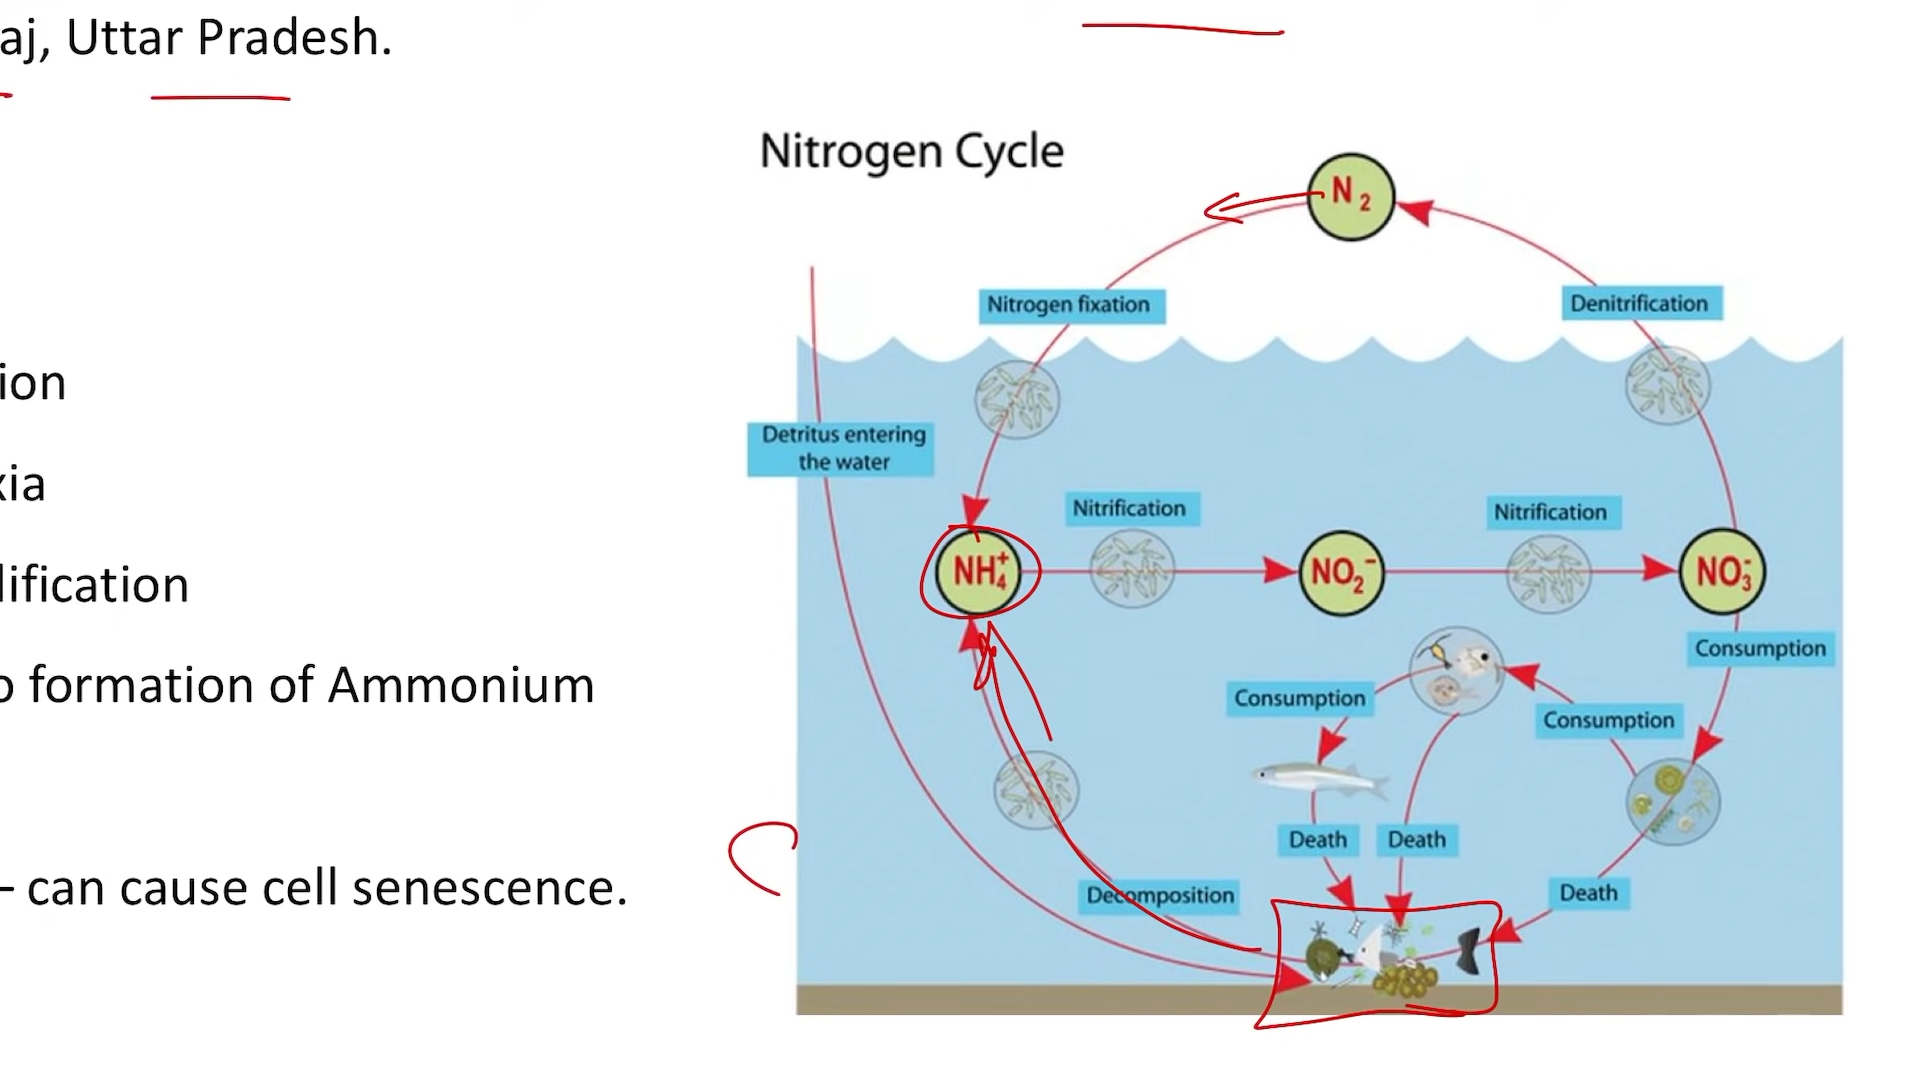 aj, Uttar Pradesh.
ion
xia
lification
o formation of Ammonium
– can cause cell senescence.
Nitrogen Cycle
N2
Nitrogen fixation
Denitrification
Detritus entering
the water
Nitrification
Nitrification
NH4+
NO2-
NO3-
Consumption
Consumption
Consumption
Death
Death
Death
Decomposition